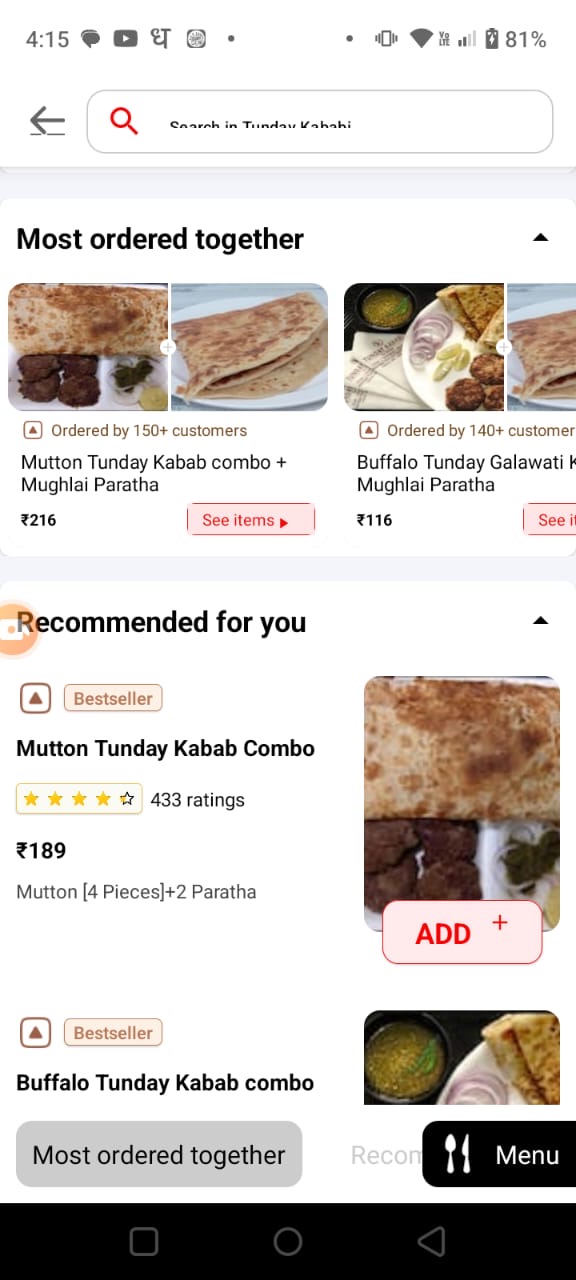 4:15 धा 81%
Search in Tunday Kababi
Most ordered together
Ordered by 150+ customers
Ordered by 140+ customer
Mutton Tunday Kabab combo +
Mughlai Paratha
Buffalo Tunday Galawati K
Mughlai Paratha
₹216
See items
₹116
See it
Recommended for you
Bestseller
Mutton Tunday Kabab Combo
433 ratings
₹189
Mutton [4 Pieces]+2 Paratha
ADD +
Bestseller
Buffalo Tunday Kabab combo
Most ordered together
Recom
Menu